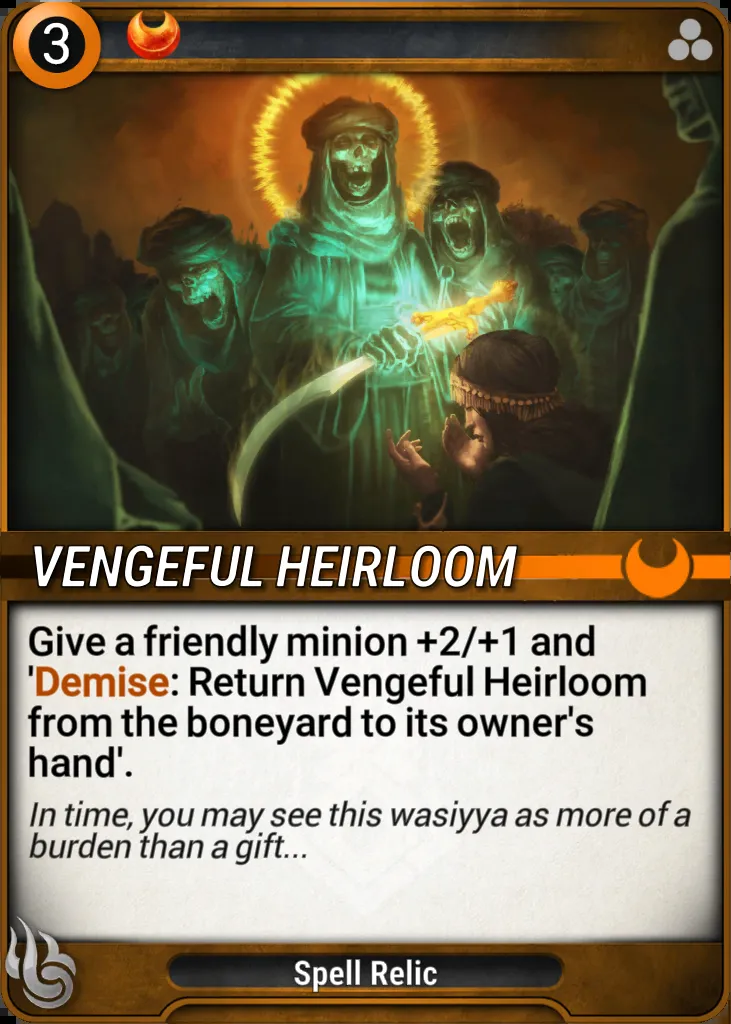 3
VENGEFUL HEIRLOOM
Give a friendly minion +2/+1 and
'Demise: Return Vengeful Heirloom
from the boneyard to its owner's
hand'.
In time, you may see this wasiyya as more of a
burden than a gift...
Spell Relic